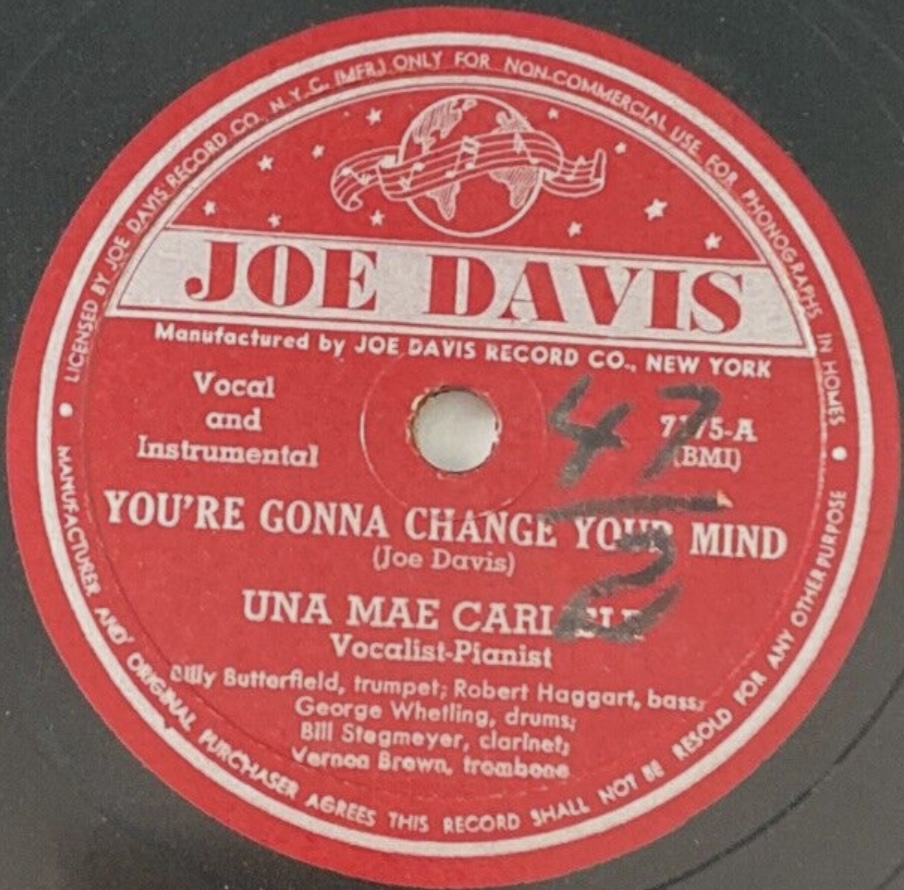 LICENSED BY JOE DAVIS RECORD CO., N.Y.C. (MFR.) ONLY FOR NON-COMMERCIAL USE FOR PHONOGRAPHS IN HOMES
JOE DAVIS
Manufactured by JOE DAVIS RECORD CO., NEW YORK
Vocal
and
Instrumental
47
2
-A
(BMI)
YOU'RE GONNA CHANGE YOUR MIND
(Joe Davis)
UNA MAE CARLISLE
Vocalist-Pianist
Billy Butterfield, trumpet; Robert Haggart, bass;
George Whetling, drums;
Bill Stegmeyer, clarinet;
Vernon Brown, trombone
MANUFACTURER AND ORIGINAL PURCHASER AGREES THIS RECORD SHALL NOT BE RESOLD FOR ANY OTHER PURPOSE